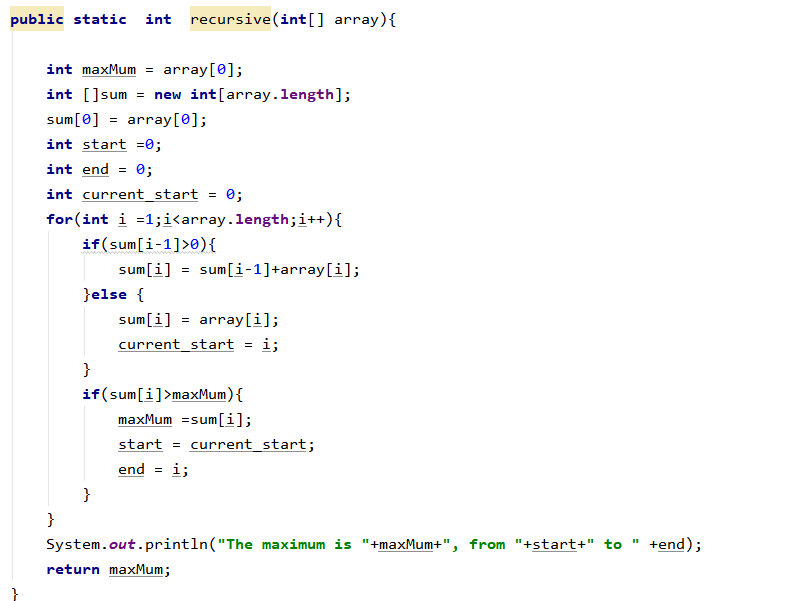 public static  int  recursive(int[] array){
int maxMum = array[0];
int []sum = new int[array.length];
sum[0] = array[0];
int start =0;
int end = 0;
int current_start = 0;
for(int i =1;i<array.length;i++){
if(sum[i-1]>0){
sum[i] = sum[i-1]+array[i];
}else {
sum[i] = array[i];
current_start = i;
}
if(sum[i]>maxMum){
maxMum =sum[i];
start = current_start;
end = i;
}
}
System.out.println("The maximum is "+maxMum+", from "+start+" to " +end);
return maxMum;
}